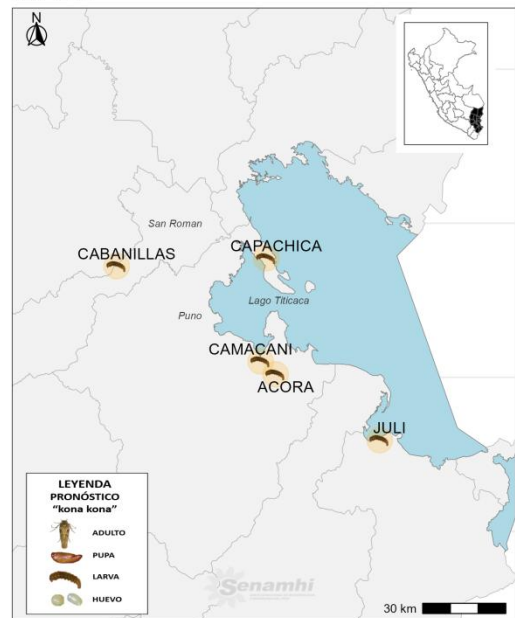 N
San Roman
CABANILLAS
CAPACHICA
Lago Titicaca
Puno
CAMACANI
ACORA
JULI
LEYENDA
PRONÓSTICO
"kona kona"
ADULTO
PUPA
LARVA
HUEVO
Senamhi
30 km